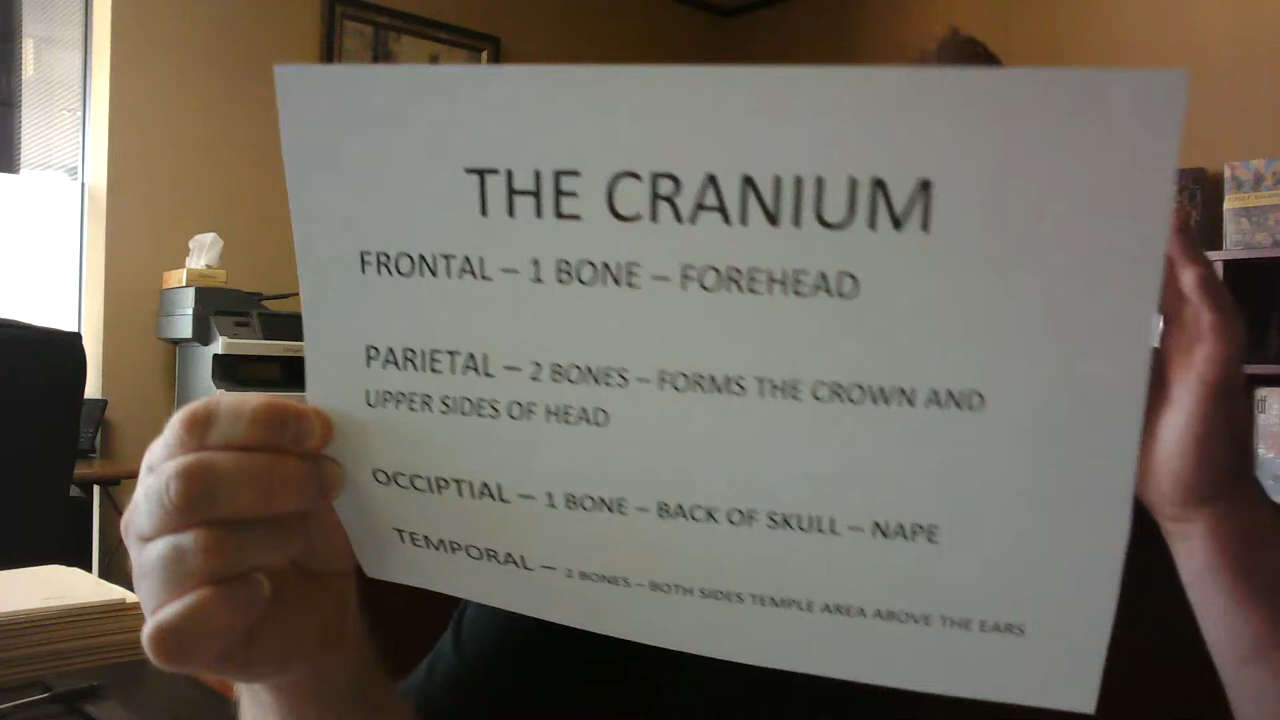 THE CRANIUM
FRONTAL – 1 BONE – FOREHEAD
PARIETAL – 2 BONES – FORMS THE CROWN AND
UPPER SIDES OF HEAD
OCCIPTIAL – 1 BONE – BACK OF SKULL – NAPE
TEMPORAL – 2 BONES – BOTH SIDES TEMPLE AREA ABOVE THE EARS
df